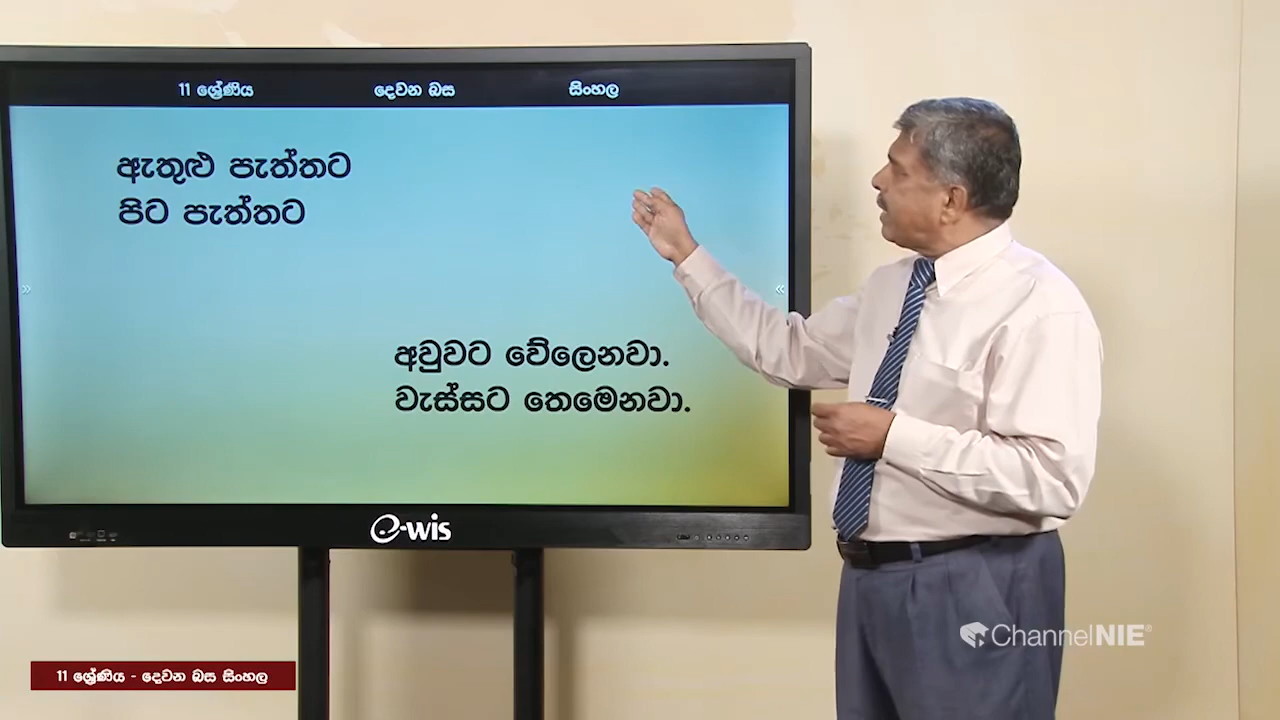 11 ශ්‍රේණිය දෙවන බස සිංහල
ඇතුළු පැත්තට
පිට පැත්තට
අව්වට වේලෙනවා.
වැස්සට තෙමෙනවා.
e-wis
ChannelNIE®
11 ශ්‍රේණිය - දෙවන බස සිංහල